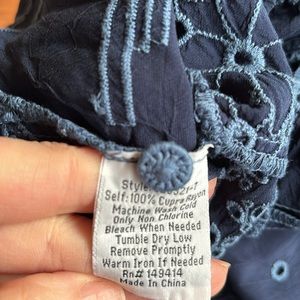 Style
Self:100% Cupra Rayon
Machine Wash Cold
Only Non Chlorine
Bleach When Needed
Tumble Dry Low
Remove Promptly
Warm Iron If Needed
Rn# 149414
Made In China